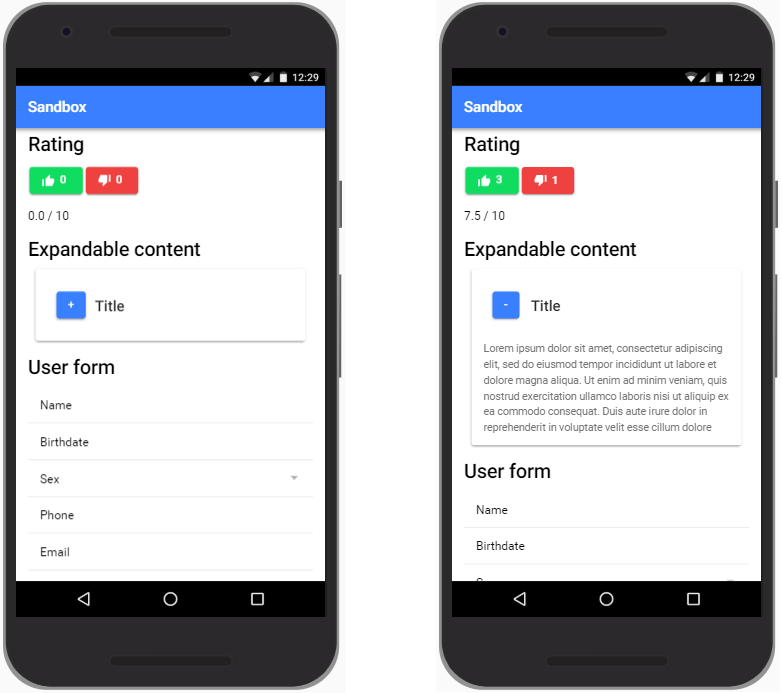 12:29
Sandbox
Rating
0 0
0.0 / 10
Expandable content
+ Title
User form
Name
Birthdate
Sex
Phone
Email
12:29
Sandbox
Rating
3 1
7.5 / 10
Expandable content
- Title
Lorem ipsum dolor sit amet, consectetur adipiscing
elit, sed do eiusmod tempor incididunt ut labore et
dolore magna aliqua. Ut enim ad minim veniam, quis
nostrud exercitation ullamco laboris nisi ut aliquip ex
ea commodo consequat. Duis aute irure dolor in
reprehenderit in voluptate velit esse cillum dolore
User form
Name
Birthdate